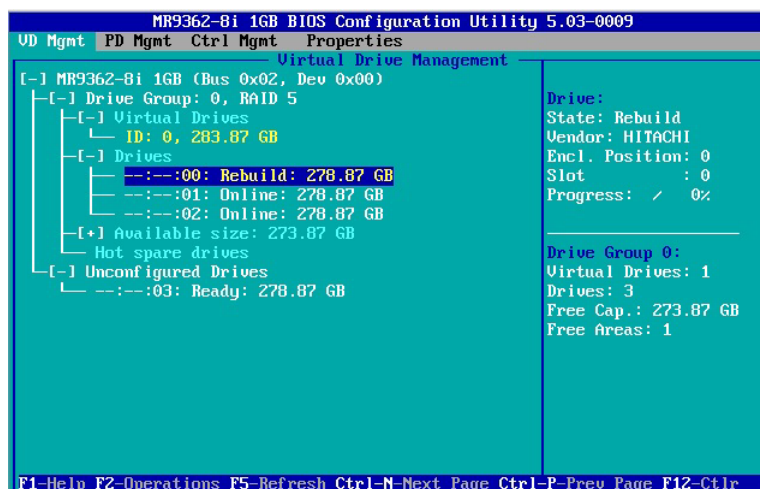 MR9362-8i 1GB BIOS Configuration Utility 5.03-0009
VD Mgmt PD Mgmt Ctrl Mgmt Properties
Virtual Drive Management
[-] MR9362-8i 1GB (Bus 0x02, Dev 0x00)
[-] Drive Group: 0, RAID 5
[-] Virtual Drives
ID: 0, 283.87 GB
[-] Drives
--:--:00: Rebuild: 278.87 GB
--:--:01: Online: 278.87 GB
--:--:02: Online: 278.87 GB
[+] Available size: 273.87 GB
Hot spare drives
[-] Unconfigured Drives
--:--:03: Ready: 278.87 GB
Drive:
State: Rebuild
Vendor: HITACHI
Encl. Position: 0
Slot : 0
Progress: / 0%
Drive Group 0:
Virtual Drives: 1
Drives: 3
Free Cap.: 273.87 GB
Free Areas: 1
F1-Help F2-Operations F5-Refresh Ctrl-N-Next Page Ctrl-P-Prev Page F12-Ctlr